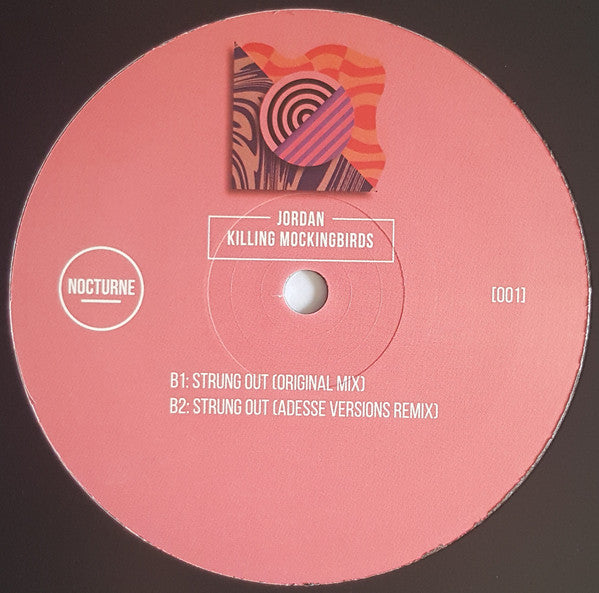 JORDAN
KILLING MOCKINGBIRDS
NOCTURNE
[001]
B1: STRUNG OUT (ORIGINAL MIX)
B2: STRUNG OUT (ADESSE VERSIONS REMIX)